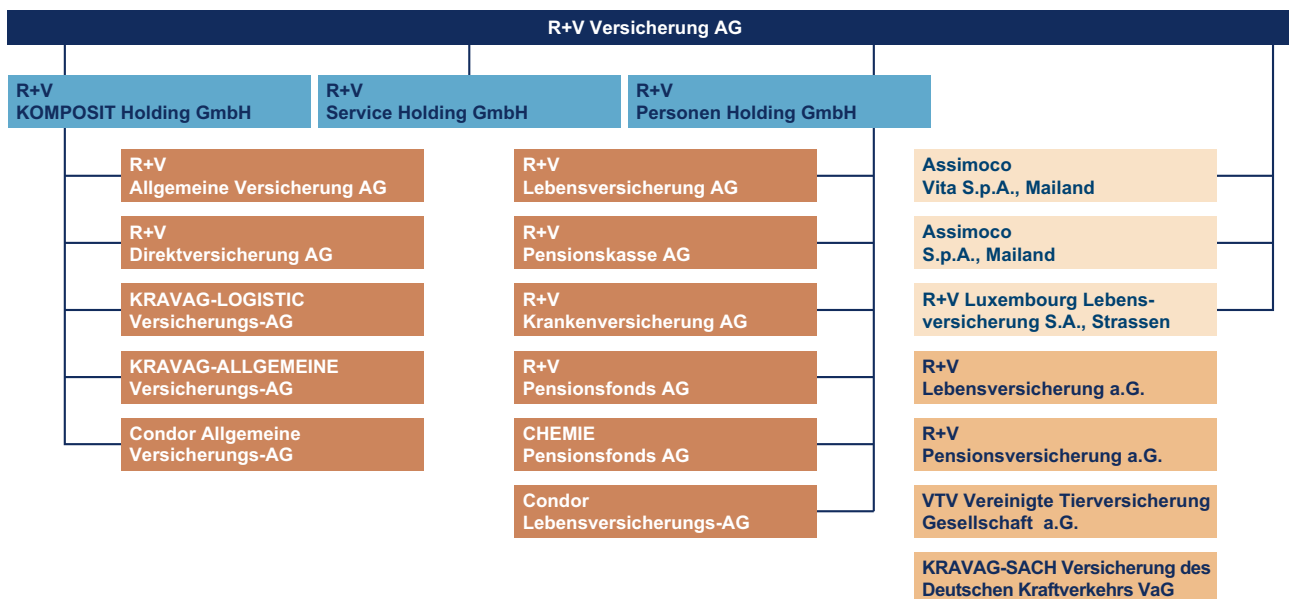 R+V Versicherung AG
R+V
KOMPOSIT Holding GmbH
R+V
Service Holding GmbH
R+V
Personen Holding GmbH
R+V
Allgemeine Versicherung AG
R+V
Direktversicherung AG
KRAVAG-LOGISTIC
Versicherungs-AG
KRAVAG-ALLGEMEINE
Versicherungs-AG
Condor Allgemeine
Versicherungs-AG
R+V
Lebensversicherung AG
R+V
Pensionskasse AG
R+V
Krankenversicherung AG
R+V
Pensionsfonds AG
CHEMIE
Pensionsfonds AG
Condor
Lebensversicherungs-AG
Assimoco
Vita S.p.A., Mailand
Assimoco
S.p.A., Mailand
R+V Luxembourg Lebens-
versicherung S.A., Strassen
R+V
Lebensversicherung a.G.
R+V
Pensionsversicherung a.G.
VTV Vereinigte Tierversicherung
Gesellschaft a.G.
KRAVAG-SACH Versicherung des
Deutschen Kraftverkehrs VaG